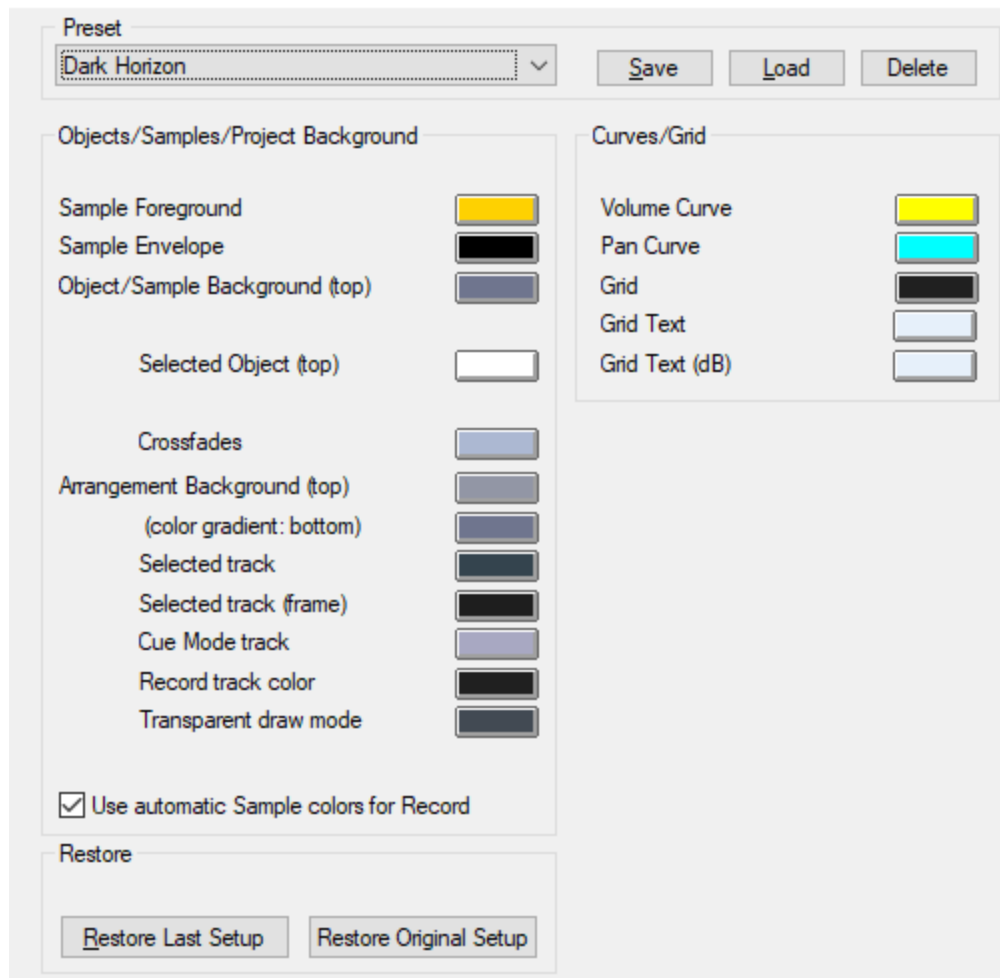 Preset
Dark Horizon
Save
Load
Delete
Objects/Samples/Project Background
Sample Foreground
Sample Envelope
Object/Sample Background (top)
Selected Object (top)
Crossfades
Arrangement Background (top)
(color gradient: bottom)
Selected track
Selected track (frame)
Cue Mode track
Record track color
Transparent draw mode
Use automatic Sample colors for Record
Curves/Grid
Volume Curve
Pan Curve
Grid
Grid Text
Grid Text (dB)
Restore
Restore Last Setup
Restore Original Setup